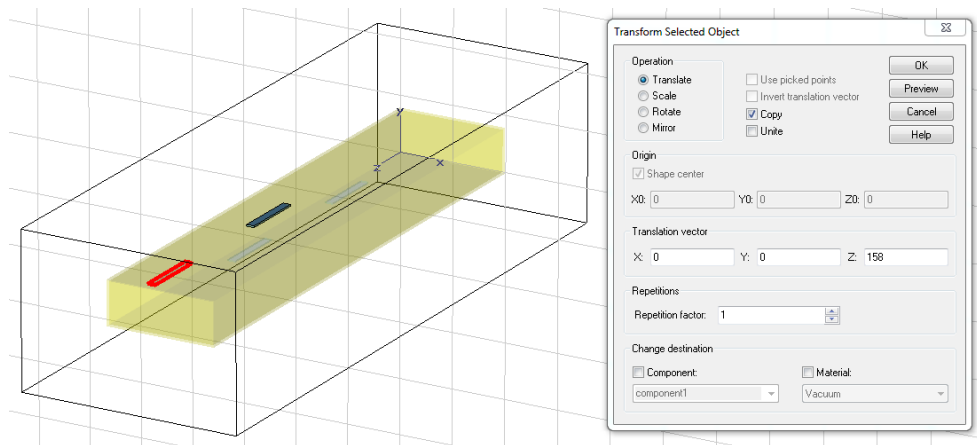 Transform Selected Object
Operation
Translate
Scale
Rotate
Mirror
Use picked points
Invert translation vector
Copy
Unite
OK
Preview
Cancel
Help
Origin
Shape center
X0: 0 Y0: 0 Z0: 0
Translation vector
X: 0 Y: 0 Z: 158
Repetitions
Repetition factor: 1
Change destination
Component: Material:
component1 Vacuum
y
z x